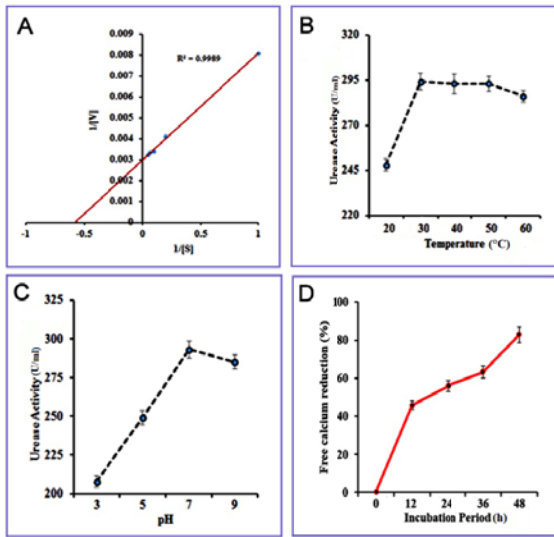 A
R² = 0.9989
0.009
0.008
0.007
0.006
0.005
0.004
0.003
0.002
0.001
0
1/[V]
-1 -0.5 0 0.5 1
1/[S]
B
Urease Activity (U/ml)
320
295
270
245
220
20 30 40 50 60
Temperature (°C)
C
Urease Activity (U/ml)
325
300
275
250
225
200
3 5 7 9
pH
D
Free calcium reduction (%)
100
80
60
40
20
0
0 12 24 36 48
Incubation Period (h)